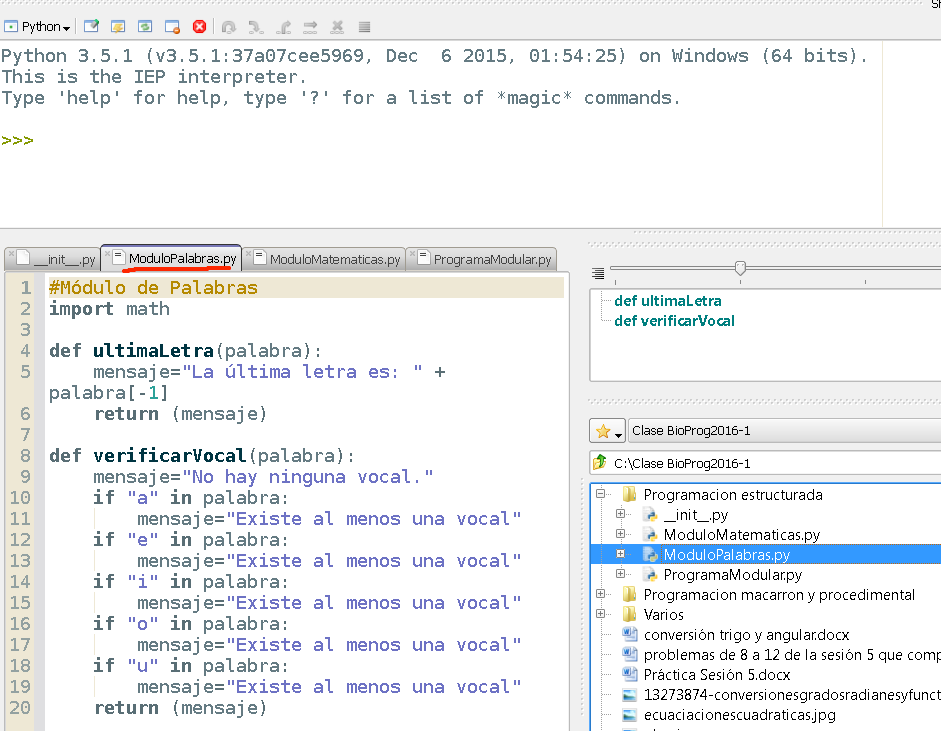 Python
Python 3.5.1 (v3.5.1:37a07cee5969, Dec  6 2015, 01:54:25) on Windows (64 bits).
This is the IEP interpreter.
Type 'help' for help, type '?' for a list of *magic* commands.
>>>
__init__.py
ModuloPalabras.py
ModuloMatematicas.py
ProgramaModular.py
1 #Módulo de Palabras
2 import math
3
4 def ultimaLetra(palabra):
5     mensaje="La última letra es: " +
palabra[-1]
6     return (mensaje)
7
8 def verificarVocal(palabra):
9     mensaje="No hay ninguna vocal."
10     if "a" in palabra:
11         mensaje="Existe al menos una vocal"
12     if "e" in palabra:
13         mensaje="Existe al menos una vocal"
14     if "i" in palabra:
15         mensaje="Existe al menos una vocal"
16     if "o" in palabra:
17         mensaje="Existe al menos una vocal"
18     if "u" in palabra:
19         mensaje="Existe al menos una vocal"
20     return (mensaje)
def ultimaLetra
def verificarVocal
Clase BioProg2016-1
C:\Clase BioProg2016-1
Programacion estructurada
__init__.py
ModuloMatematicas.py
ModuloPalabras.py
ProgramaModular.py
Programacion macarron y procedimental
Varios
conversión trigo y angular.docx
problemas de 8 a 12 de la sesión 5 que comp
Práctica Sesión 5.docx
13273874-conversionesgradosradianesyfunct
ecuaciacionescuadraticas.jpg